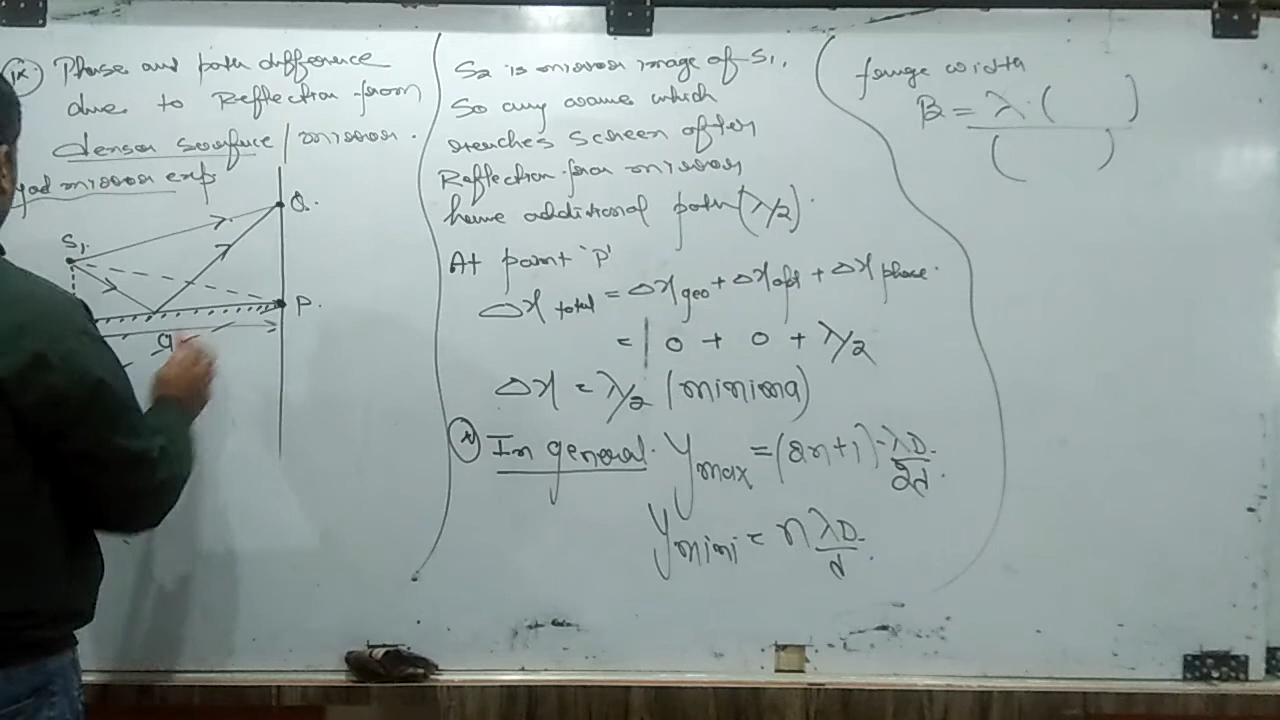 ix. Phase and path difference
due to Reflection from
denser surface / mirror.
yod mirror exp
S1.
Q.
P.
a
S2 is mirror image of S1,
So any wave which
reaches screen after
Reflection from mirror
have additional path (λ/2).
At point 'P'
Δx total = Δx geo + Δx opt + Δx phase.
= | 0 + 0 + λ/2
Δx = λ/2 (minima)
x In general. y max = (2n+1) · λD/2d.
y mini = n λD/d.
fringe width
B = λ·( )/( )